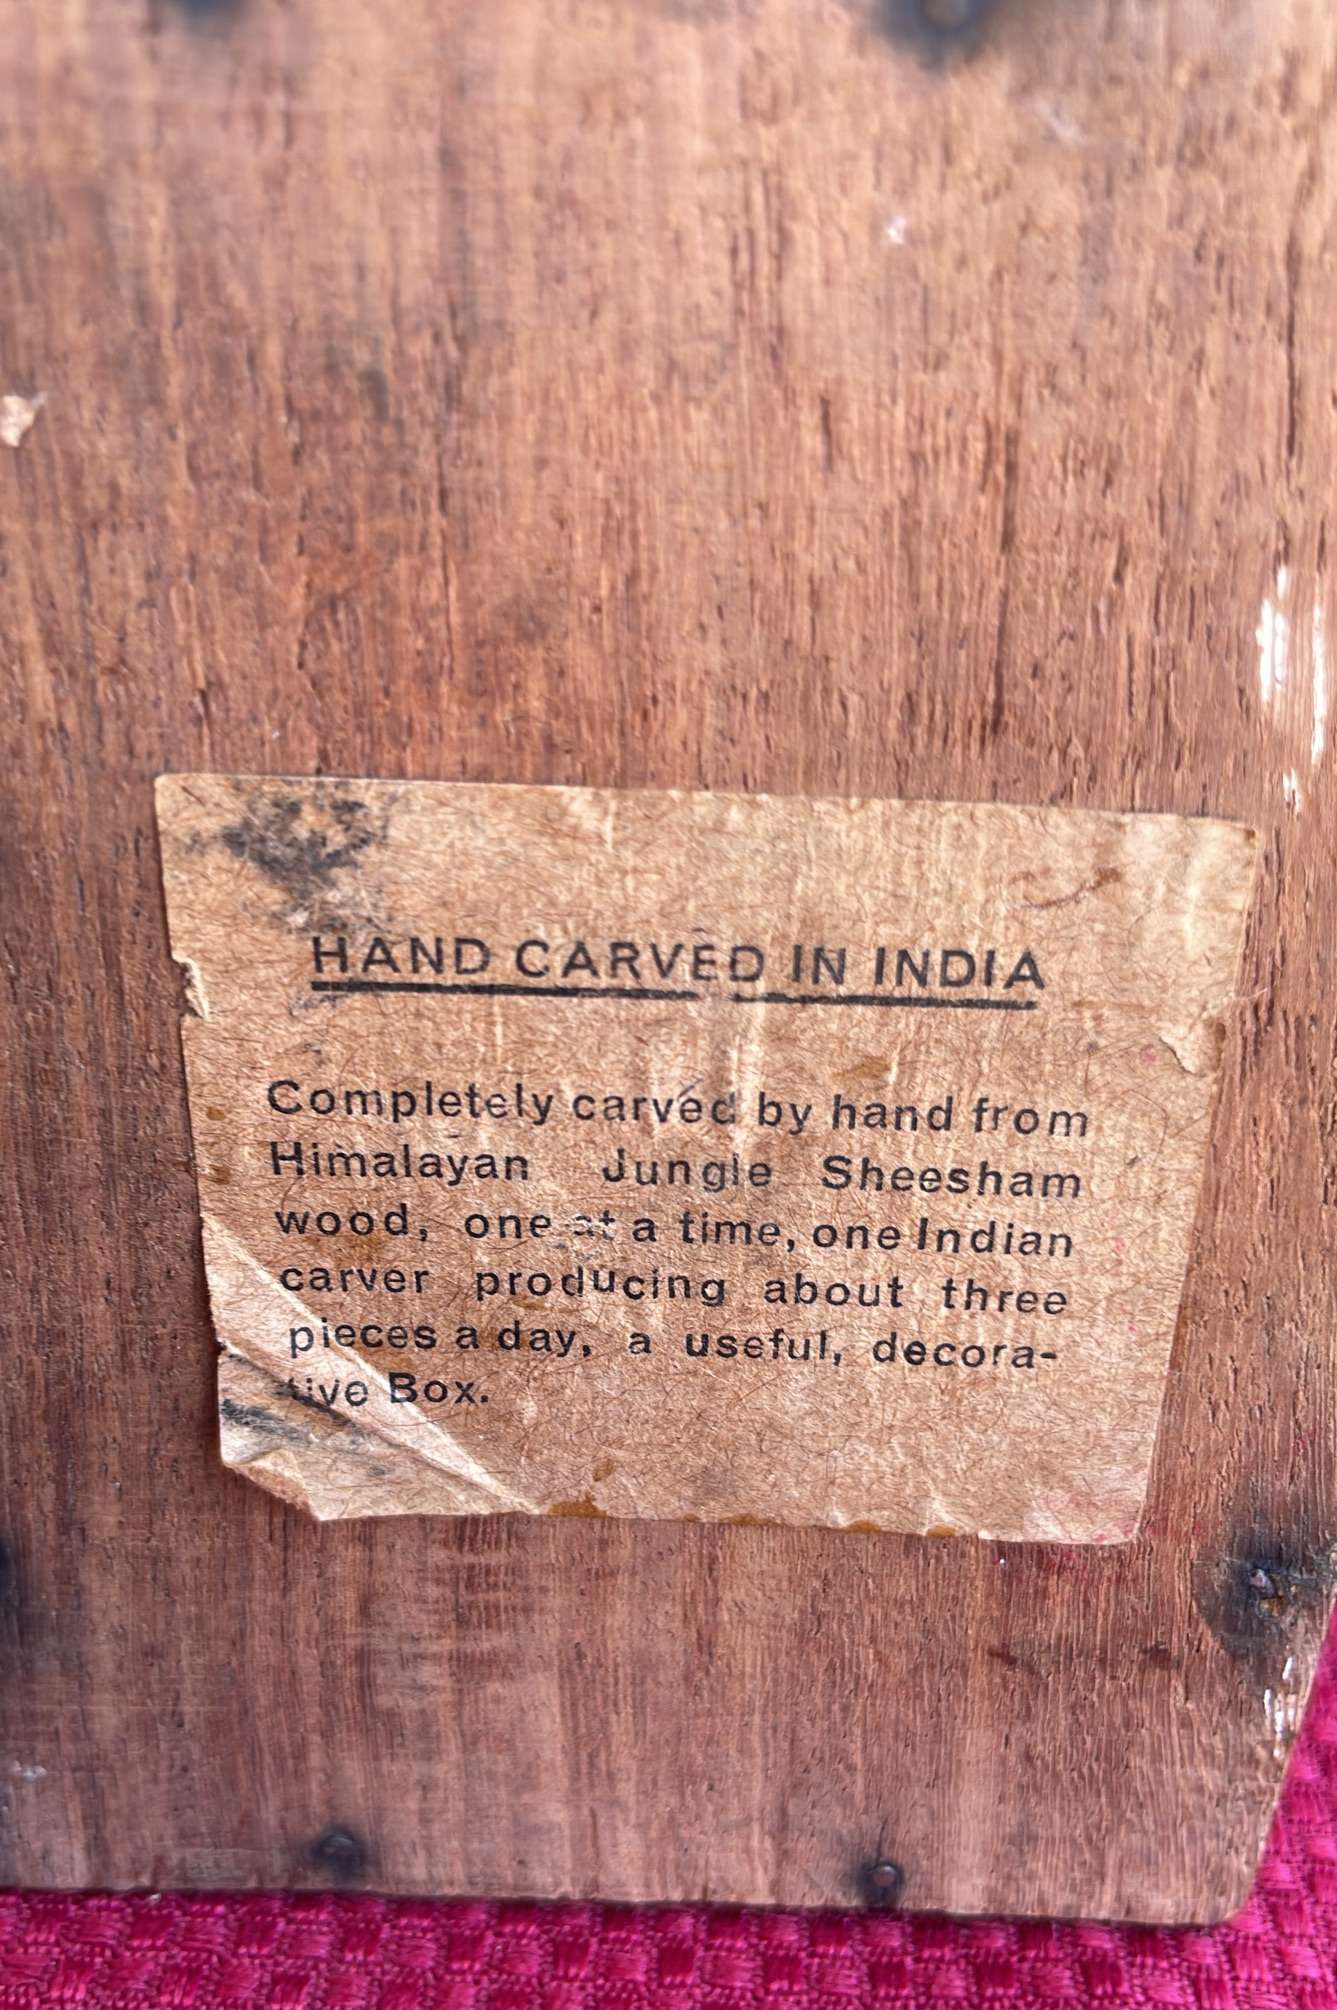 HAND CARVED IN INDIA
Completely carved by hand from
Himalayan Jungle Sheesham
wood, one at a time, one Indian
carver producing about three
pieces a day, a useful, decora-
tive Box.